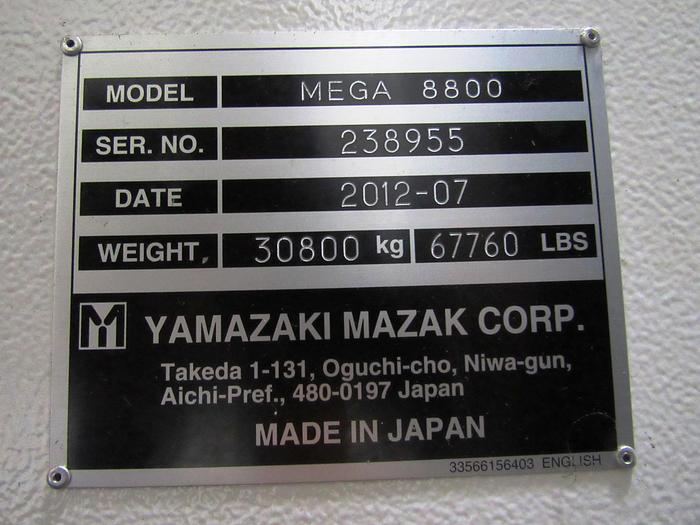 MODEL MEGA 8800
SER. NO. 238955
DATE 2012-07
WEIGHT 30800 kg 67760 LBS
YAMAZAKI MAZAK CORP.
Takeda 1-131, Oguchi-cho, Niwa-gun,
Aichi-Pref., 480-0197 Japan
MADE IN JAPAN
33566156403 ENGLISH